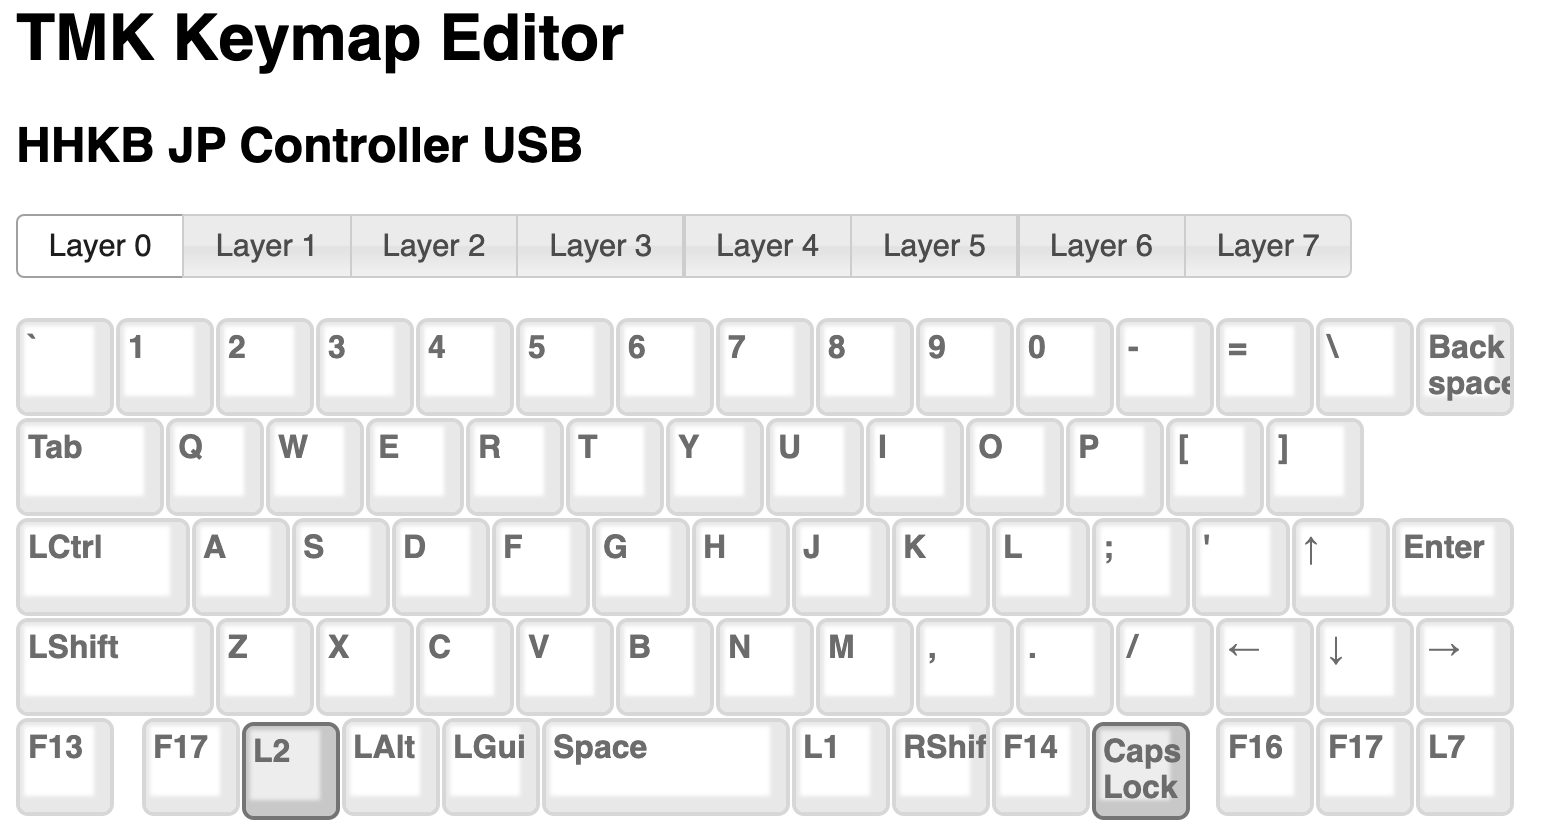 TMK Keymap Editor
HHKB JP Controller USB
Layer 0 Layer 1 Layer 2 Layer 3 Layer 4 Layer 5 Layer 6 Layer 7
` 1 2 3 4 5 6 7 8 9 0 - = \ Back
space
Tab Q W E R T Y U I O P [ ]
LCtrl A S D F G H J K L ; ' ↑ Enter
LShift Z X C V B N M , . / ← ↓ →
F13 F17 L2 LAlt LGui Space L1 RShif F14 Caps F16 F17 L7
Lock